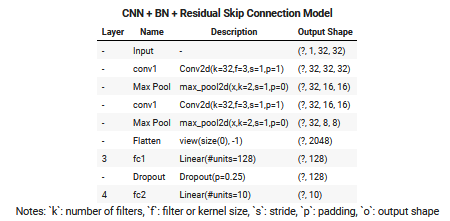 CNN + BN + Residual Skip Connection Model
Layer Name Description Output Shape
- Input - (?, 1, 32, 32)
- conv1 Conv2d(k=32,f=3,s=1,p=1) (?, 32, 32, 32)
- Max Pool max_pool2d(x,k=2,s=1,p=0) (?, 32, 16, 16)
- conv1 Conv2d(k=32,f=3,s=1,p=1) (?, 32, 16, 16)
- Max Pool max_pool2d(x,k=2,s=1,p=0) (?, 32, 8, 8)
- Flatten view(size(0), -1) (?, 2048)
3 fc1 Linear(#units=128) (?, 128)
- Dropout Dropout(p=0.25) (?, 128)
4 fc2 Linear(#units=10) (?, 10)
Notes: `k`: number of filters, `f`: filter or kernel size, `s`: stride, `p`: padding, `o`: output shape